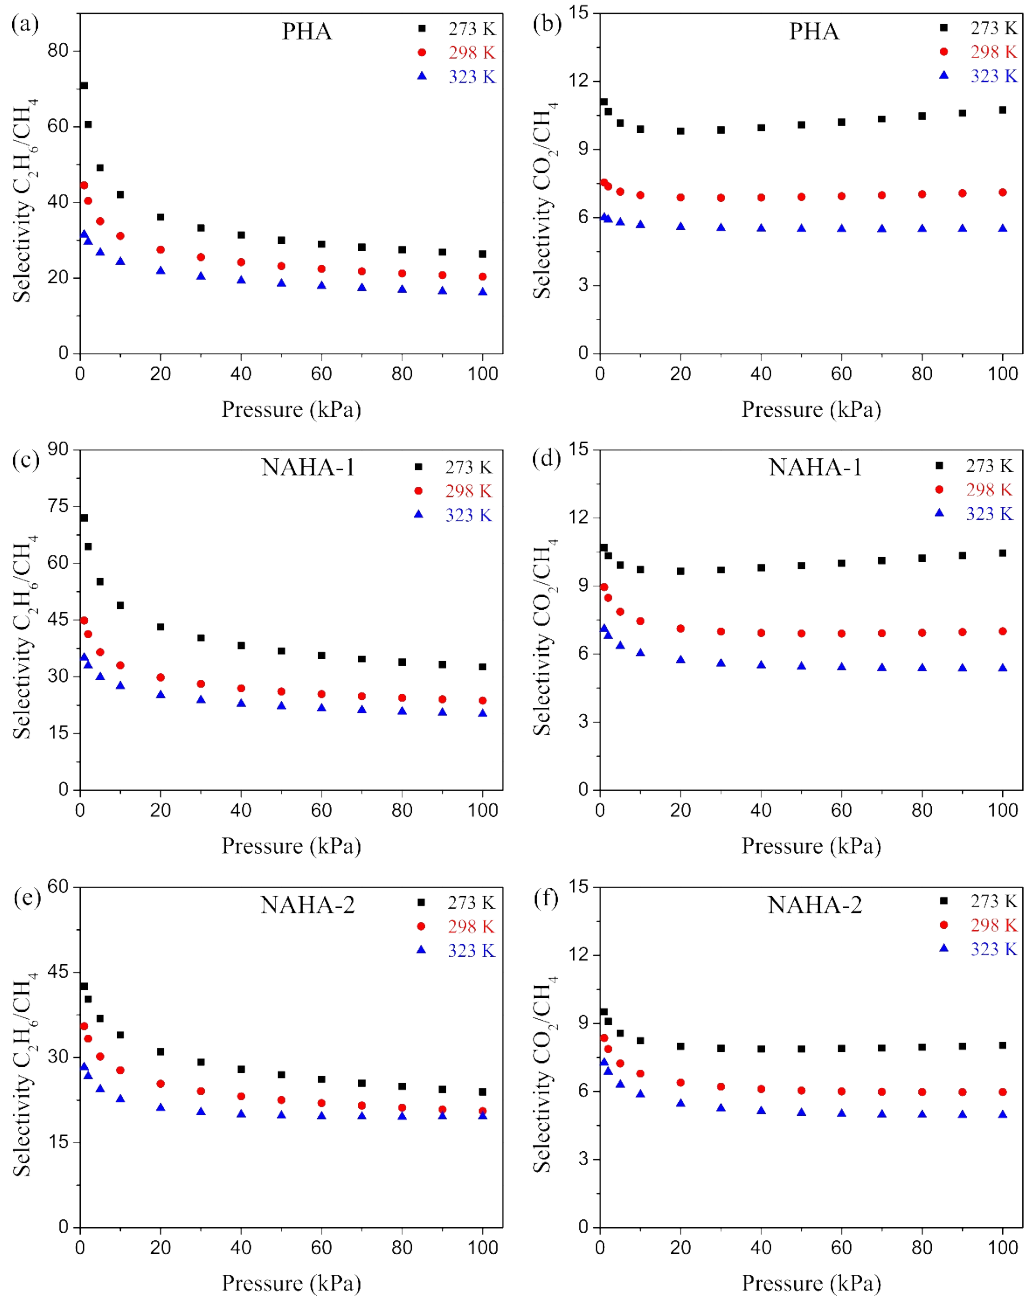 (a)
PHA
273 K
298 K
323 K
Selectivity C₂H₆/CH₄
80
60
40
20
0
0 20 40 60 80 100
Pressure (kPa)
(b)
PHA
273 K
298 K
323 K
Selectivity CO₂/CH₄
15
12
9
6
3
0
0 20 40 60 80 100
Pressure (kPa)
(c)
NAHA-1
273 K
298 K
323 K
Selectivity C₂H₆/CH₄
90
75
60
45
30
15
0
0 20 40 60 80 100
Pressure (kPa)
(d)
NAHA-1
273 K
298 K
323 K
Selectivity CO₂/CH₄
15
12
9
6
3
0
0 20 40 60 80 100
Pressure (kPa)
(e)
NAHA-2
273 K
298 K
323 K
Selectivity C₂H₆/CH₄
60
45
30
15
0
0 20 40 60 80 100
Pressure (kPa)
(f)
NAHA-2
273 K
298 K
323 K
Selectivity CO₂/CH₄
15
12
9
6
3
0
0 20 40 60 80 100
Pressure (kPa)